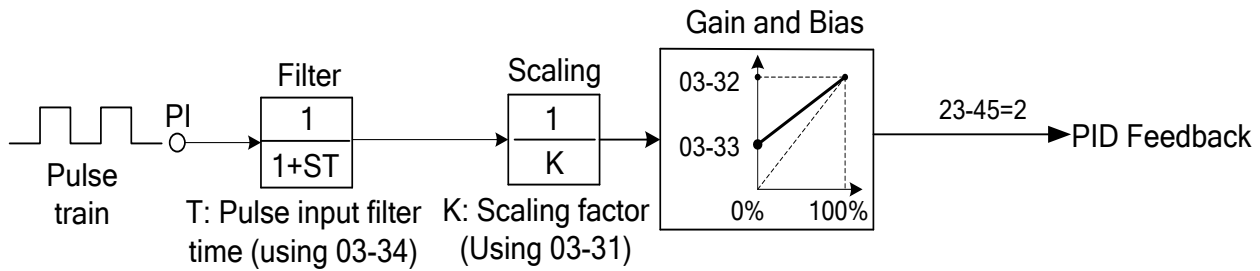 Gain and Bias
Filter
Scaling
PI
1
1+ST
1
K
03-32
03-33
0%
100%
23-45=2
PID Feedback
Pulse
train
T: Pulse input filter
time (using 03-34)
K: Scaling factor
(Using 03-31)